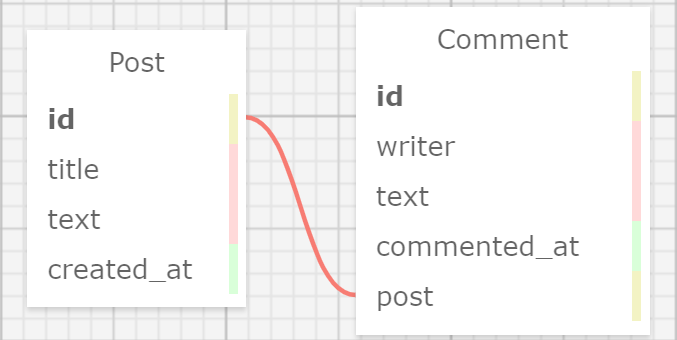 Post
id
title
text
created_at
Comment
id
writer
text
commented_at
post